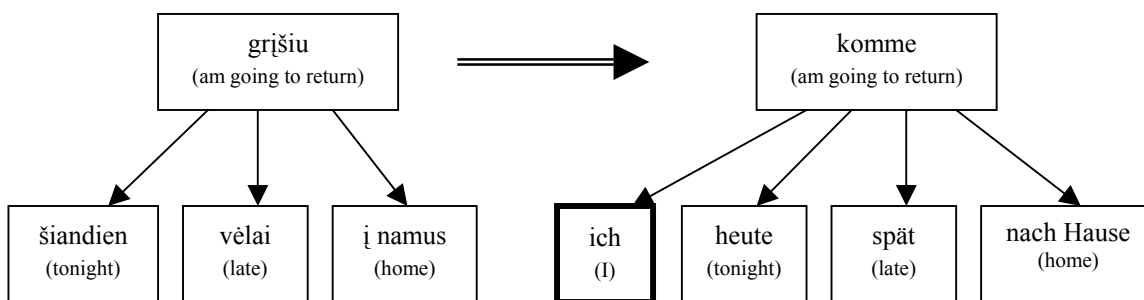 grįšiu
(am going to return)
komme
(am going to return)
šiandien
(tonight)
vėlai
(late)
į namus
(home)
ich
(I)
heute
(tonight)
spät
(late)
nach Hause
(home)